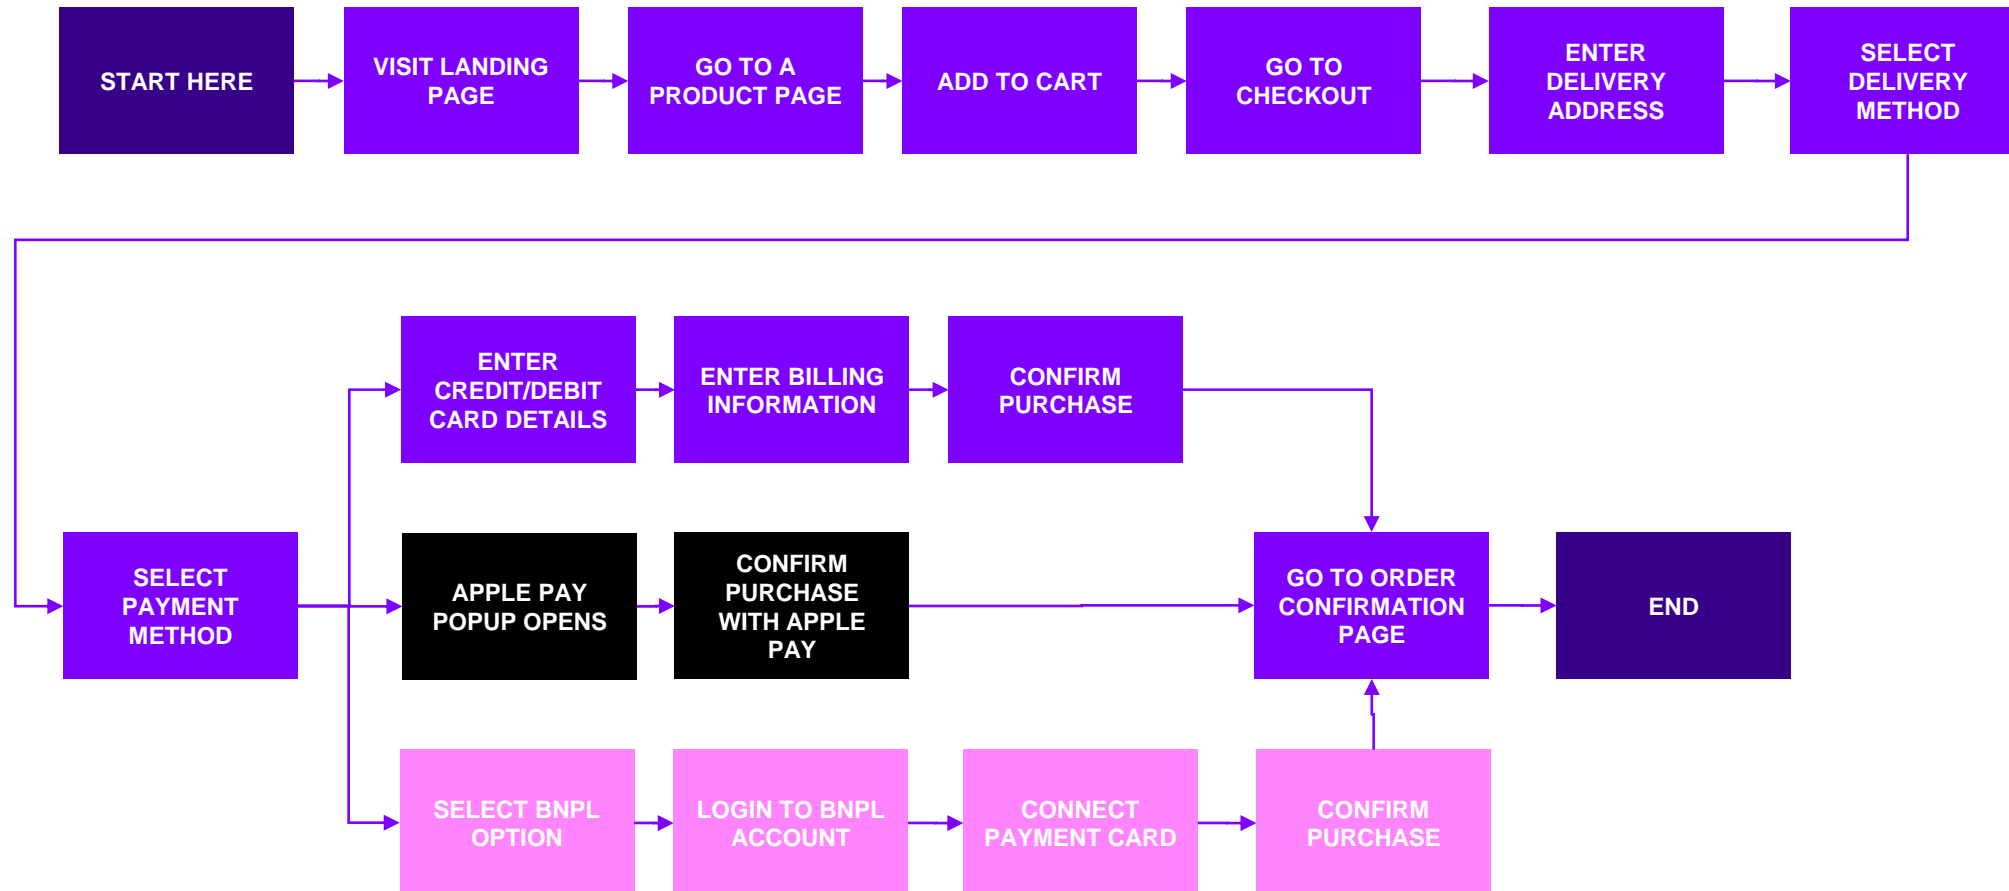 START HERE
VISIT LANDING
PAGE
GO TO A
PRODUCT PAGE
ADD TO CART
GO TO
CHECKOUT
ENTER
DELIVERY
ADDRESS
SELECT
DELIVERY
METHOD
SELECT
PAYMENT
METHOD
ENTER
CREDIT/DEBIT
CARD DETAILS
ENTER BILLING
INFORMATION
CONFIRM
PURCHASE
APPLE PAY
POPUP OPENS
CONFIRM
PURCHASE
WITH APPLE
PAY
SELECT BNPL
OPTION
LOGIN TO BNPL
ACCOUNT
CONNECT
PAYMENT CARD
CONFIRM
PURCHASE
GO TO ORDER
CONFIRMATION
PAGE
END